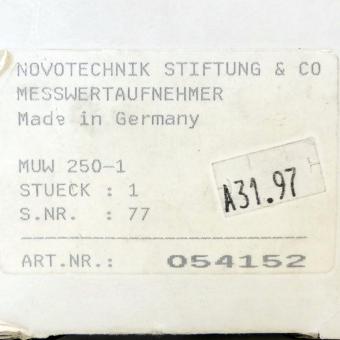 NOVOTECHNIK STIFTUNG & CO
MESSWERTAUFNEHMER
Made in Germany
MUW 250-1
STUECK : 1
A31.97
S.NR. : 77
ART.NR.: 054152